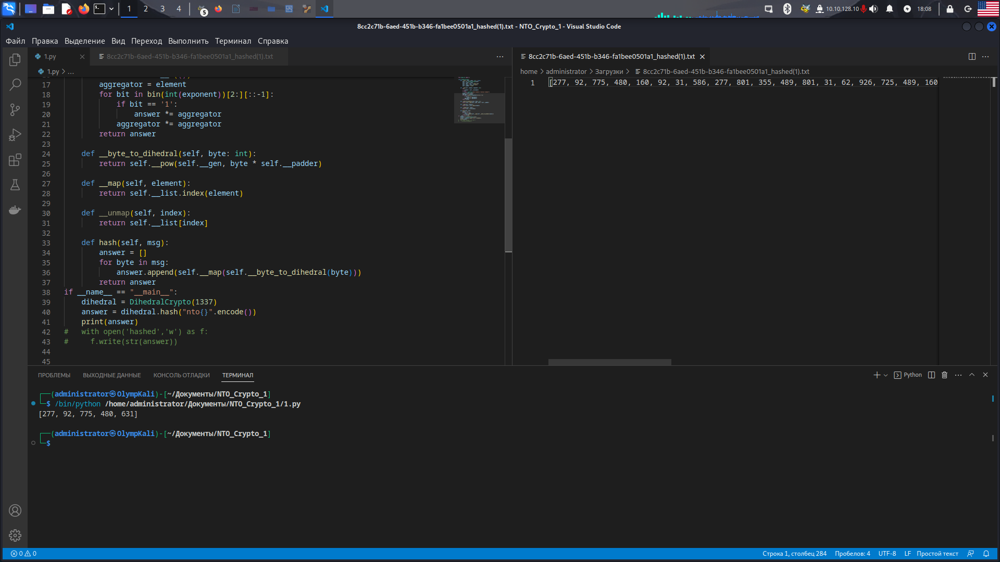 1
2
3
4
5
10.10.128.10
18:08
8cc2c71b-6aed-451b-b346-fa1bee0501a1_hashed(1).txt - NTO_Crypto_1 - Visual Studio Code
Файл Правка Выделение Вид Переход Выполнить Терминал Справка
1.py
8cc2c71b-6aed-451b-b346-fa1bee0501a1_hashed(1).txt
1.py > ...
17 aggregator = element
18 for bit in bin(int(exponent))[2:][::-1]:
19 if bit == '1':
20 answer *= aggregator
21 aggregator *= aggregator
22 return answer
23
24 def __byte_to_dihedral(self, byte: int):
25 return self.__pow(self.__gen, byte * self.__padder)
26
27 def __map(self, element):
28 return self.__list.index(element)
29
30 def __unmap(self, index):
31 return self.__list[index]
32
33 def hash(self, msg):
34 answer = []
35 for byte in msg:
36 answer.append(self.__map(self.__byte_to_dihedral(byte)))
37 return answer
38 if __name__ == "__main__":
39 dihedral = DihedralCrypto(1337)
40 answer = dihedral.hash("nto{}".encode())
41 print(answer)
42 # with open('hashed','w') as f:
43 # f.write(str(answer))
44
45
8cc2c71b-6aed-451b-b346-fa1bee0501a1_hashed(1).txt
home > administrator > Загрузки > 8cc2c71b-6aed-451b-b346-fa1bee0501a1_hashed(1).txt
1 [277, 92, 775, 480, 160, 92, 31, 586, 277, 801, 355, 489, 801, 31, 62, 926, 725, 489, 160
ПРОБЛЕМЫ ВЫХОДНЫЕ ДАННЫЕ КОНСОЛЬ ОТЛАДКИ ТЕРМИНАЛ
Python
(administrator㉿OlympKali)-[~/Документы/NTO_Crypto_1]
$ /bin/python /home/administrator/Документы/NTO_Crypto_1/1.py
[277, 92, 775, 480, 631]
(administrator㉿OlympKali)-[~/Документы/NTO_Crypto_1]
$
0 0
Строка 1, столбец 284 Пробелов: 4 UTF-8 LF Простой текст